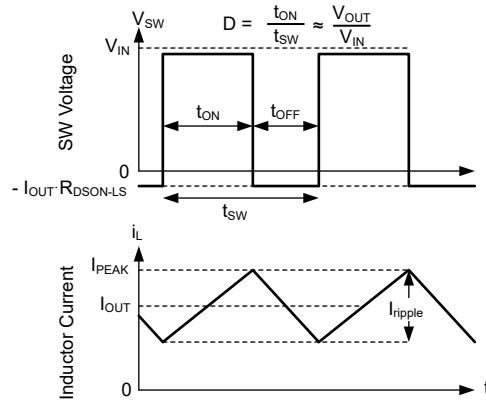 V_SW
D = t_ON / t_SW ≈ V_OUT / V_IN
V_IN
SW Voltage
t_ON
t_OFF
0
t
- I_OUT · R_DSON-LS
t_SW
i_L
Inductor Current
I_PEAK
I_OUT
I_ripple
0
t